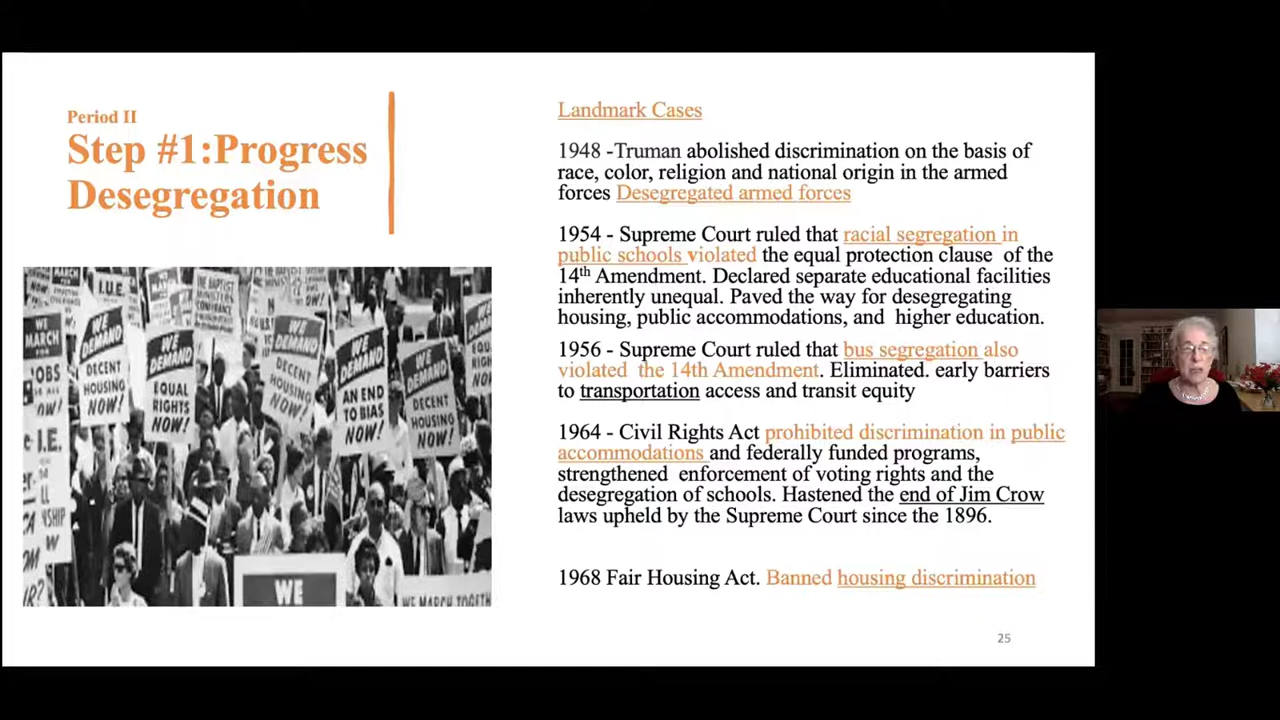 Period II
Step #1:Progress
Desegregation
Landmark Cases
1948 -Truman abolished discrimination on the basis of
race, color, religion and national origin in the armed
forces Desegregated armed forces
1954 - Supreme Court ruled that racial segregation in
public schools violated the equal protection clause of the
14th Amendment. Declared separate educational facilities
inherently unequal. Paved the way for desegregating
housing, public accommodations, and higher education.
1956 - Supreme Court ruled that bus segregation also
violated the 14th Amendment. Eliminated. early barriers
to transportation access and transit equity
1964 - Civil Rights Act prohibited discrimination in public
accommodations and federally funded programs,
strengthened enforcement of voting rights and the
desegregation of schools. Hastened the end of Jim Crow
laws upheld by the Supreme Court since the 1896.
1968 Fair Housing Act. Banned housing discrimination
25
I.U.E.
WE
MARCH
WE
DEMAND
DECENT
HOUSING
NOW!
WE
DEMAND
EQUAL
RIGHTS
NOW!
WE
DEMAND
DECENT
HOUSING
NOW!
WE
DEMAND
AN END
TO BIAS
NOW!
WE
DEMAND
DECENT
HOUSING
NOW!
WE
WE MARCH TOGETH